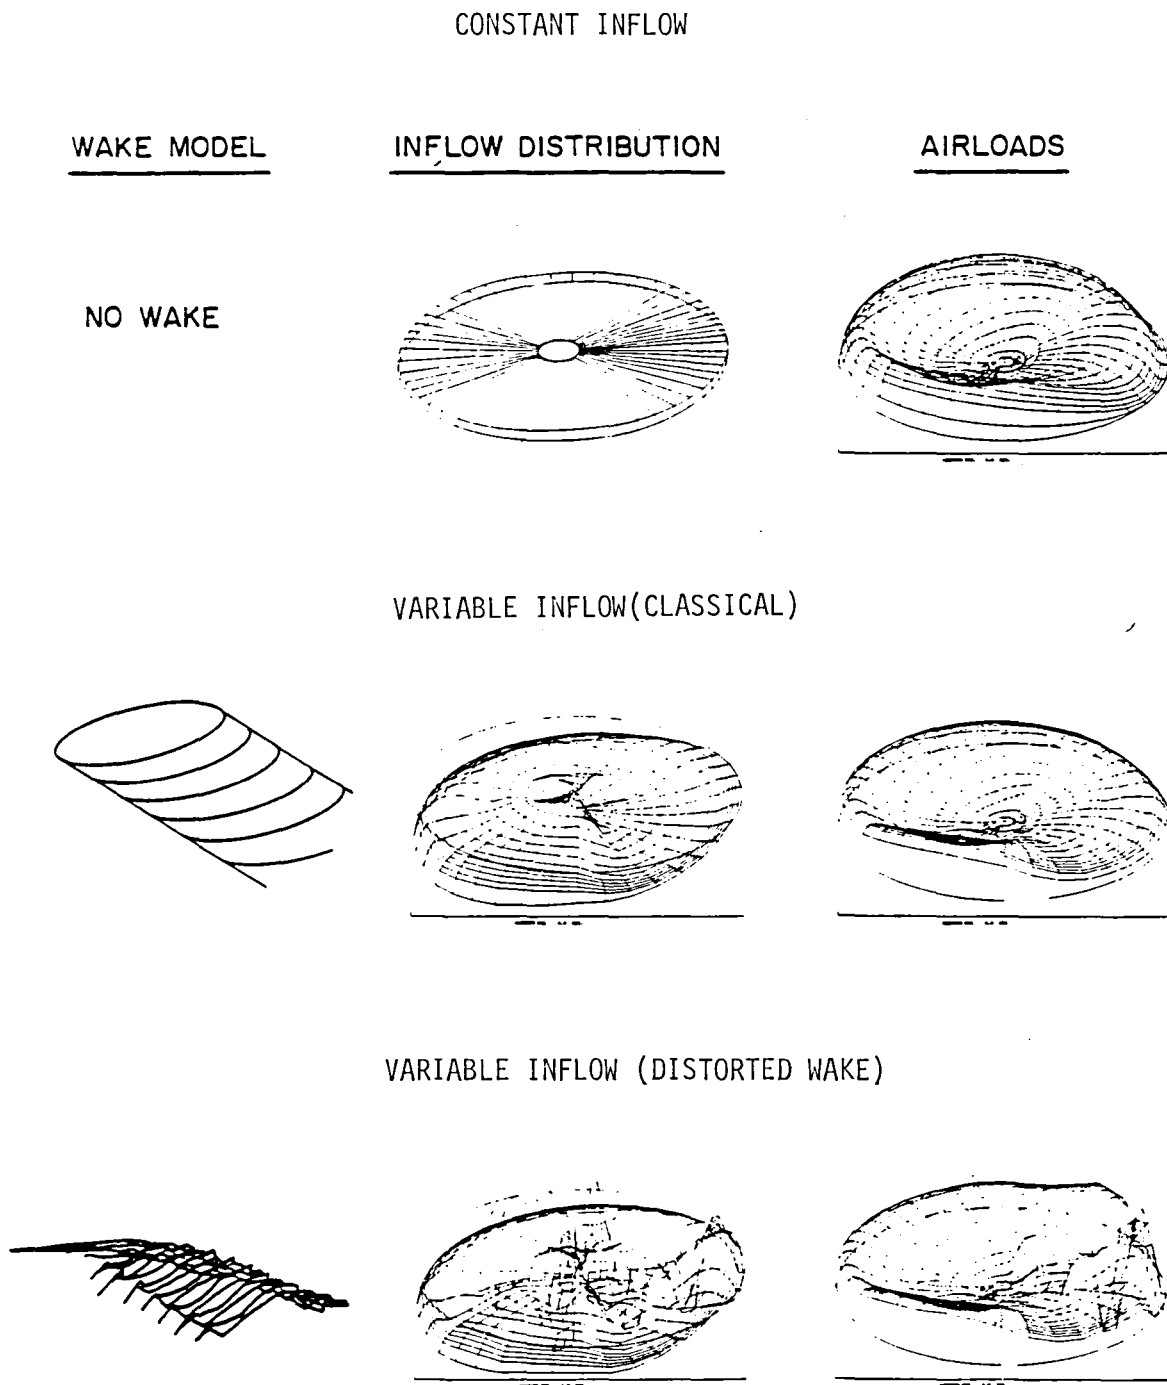 CONSTANT INFLOW
WAKE MODEL INFLOW DISTRIBUTION AIRLOADS
NO WAKE
VARIABLE INFLOW(CLASSICAL)
VARIABLE INFLOW (DISTORTED WAKE)